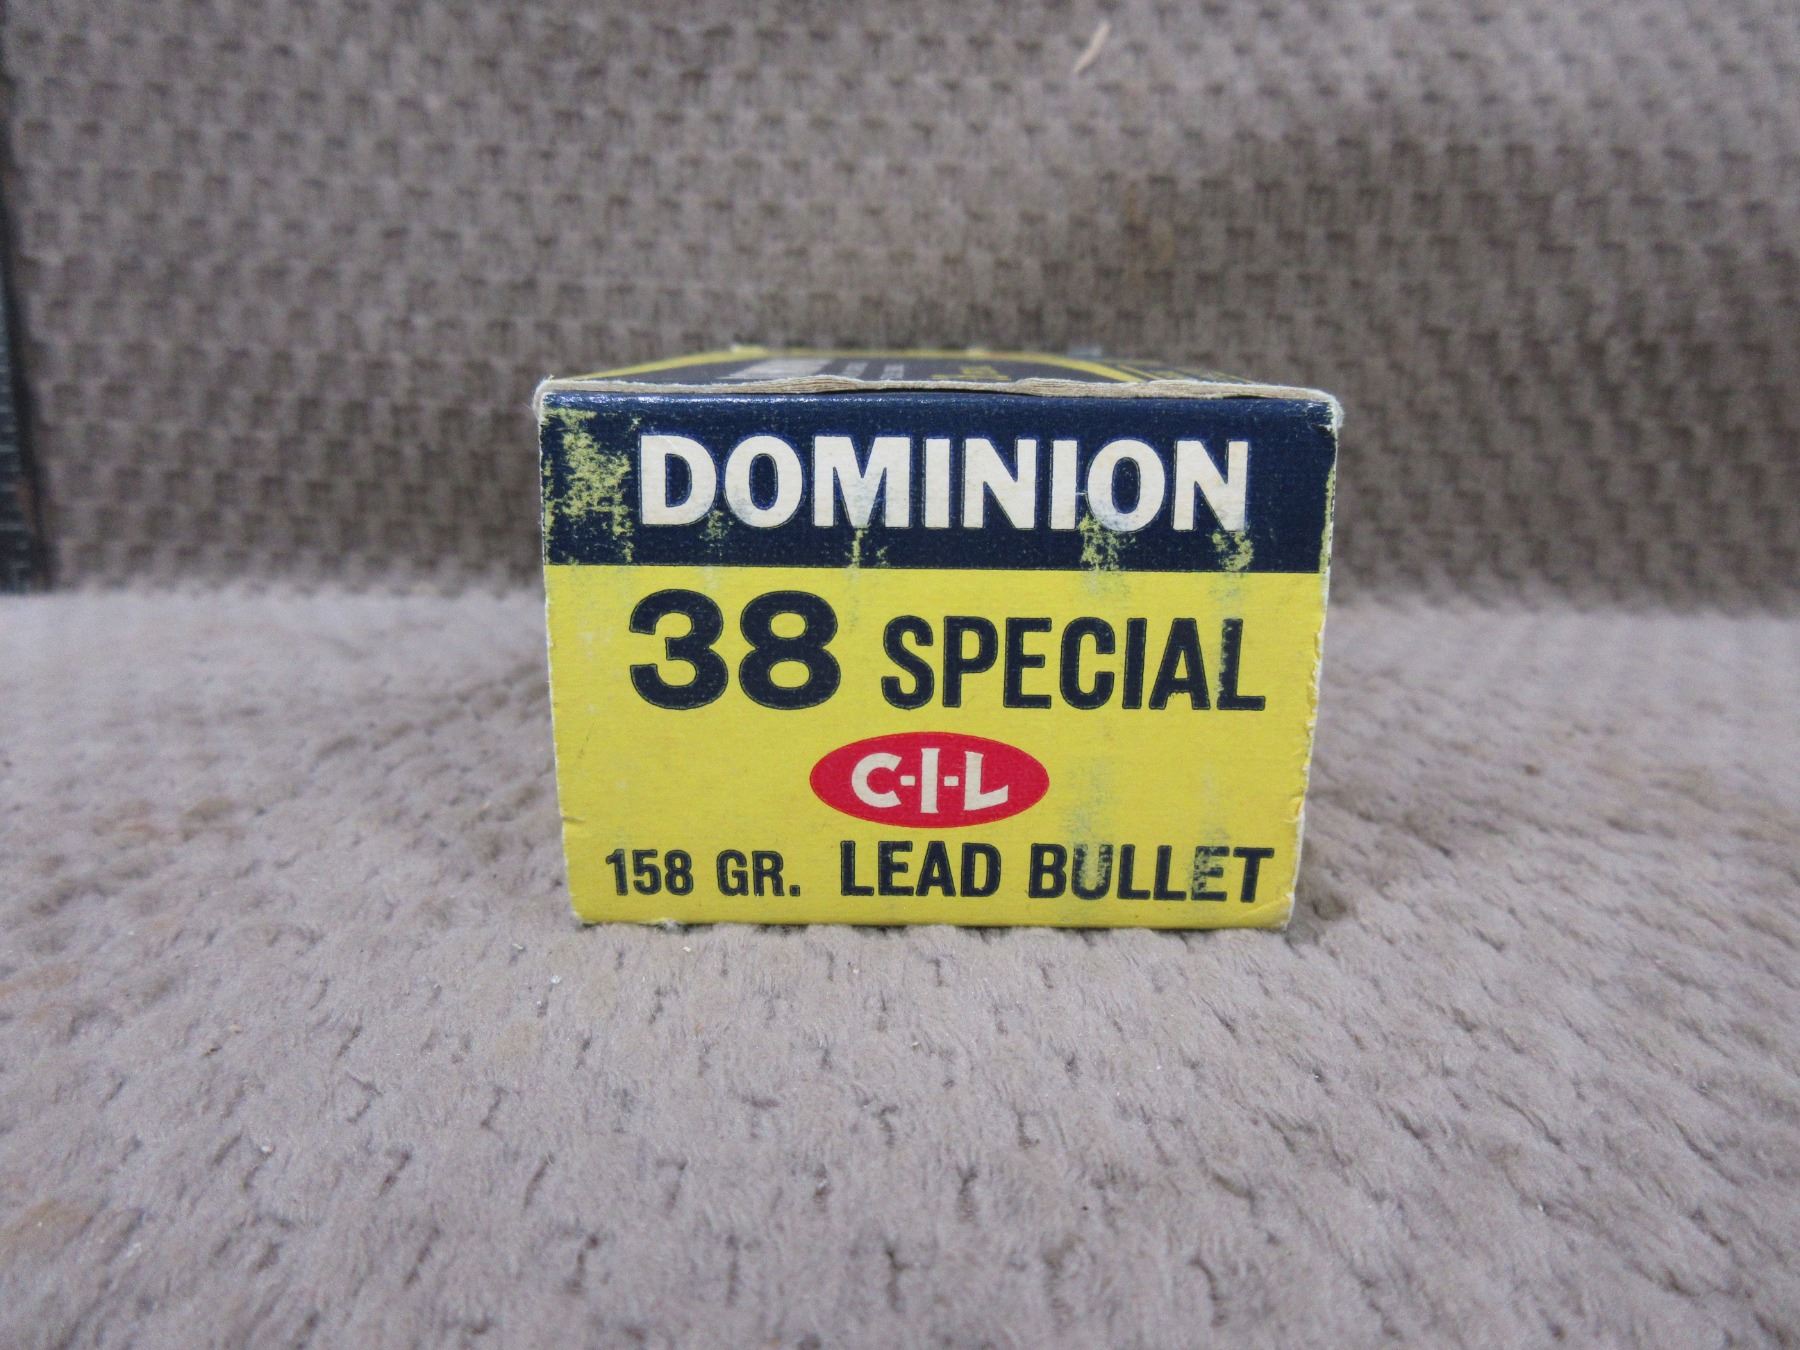 DOMINION
38 SPECIAL
C-I-L
158 GR. LEAD BULLET